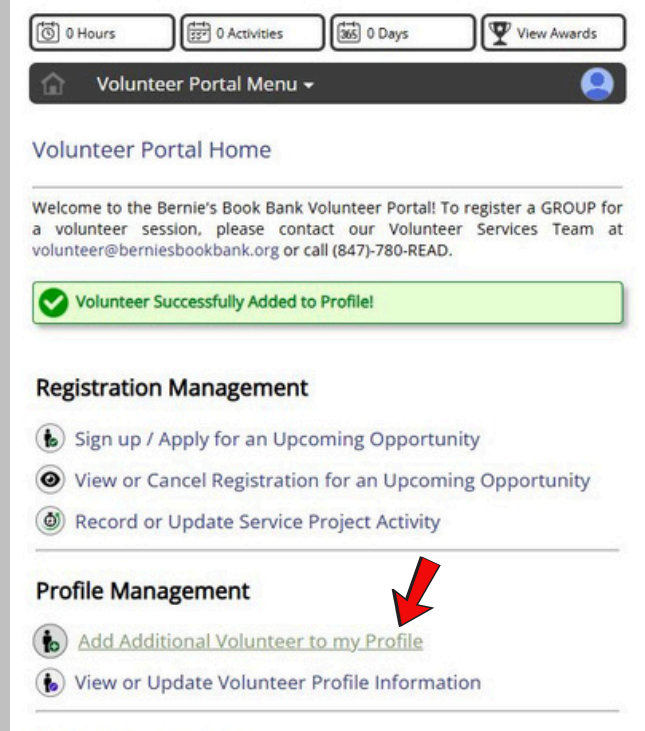 0 Hours
0 Activities
365 0 Days
View Awards
Volunteer Portal Menu
Volunteer Portal Home
Welcome to the Bernie's Book Bank Volunteer Portal! To register a GROUP for
a volunteer session, please contact our Volunteer Services Team at
volunteer@berniesbookbank.org or call (847)-780-READ.
Volunteer Successfully Added to Profile!
Registration Management
Sign up / Apply for an Upcoming Opportunity
View or Cancel Registration for an Upcoming Opportunity
Record or Update Service Project Activity
Profile Management
Add Additional Volunteer to my Profile
View or Update Volunteer Profile Information